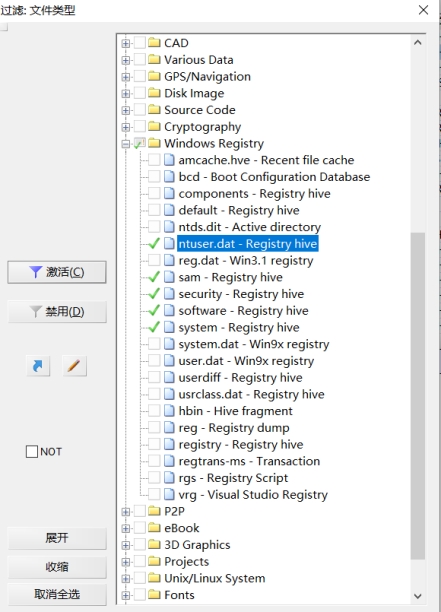 过滤: 文件类型
CAD
Various Data
GPS/Navigation
Disk Image
Source Code
Cryptography
Windows Registry
amcache.hve - Recent file cache
bcd - Boot Configuration Database
components - Registry hive
default - Registry hive
ntds.dit - Active directory
ntuser.dat - Registry hive
reg.dat - Win3.1 registry
sam - Registry hive
security - Registry hive
software - Registry hive
system - Registry hive
system.dat - Win9x registry
user.dat - Win9x registry
userdiff - Registry hive
usrclass.dat - Registry hive
hbin - Hive fragment
reg - Registry dump
registry - Registry hive
regtrans-ms - Transaction
rgs - Registry Script
vrg - Visual Studio Registry
P2P
eBook
3D Graphics
Projects
Unix/Linux System
Fonts
激活(C)
禁用(D)
NOT
展开
收缩
取消全选